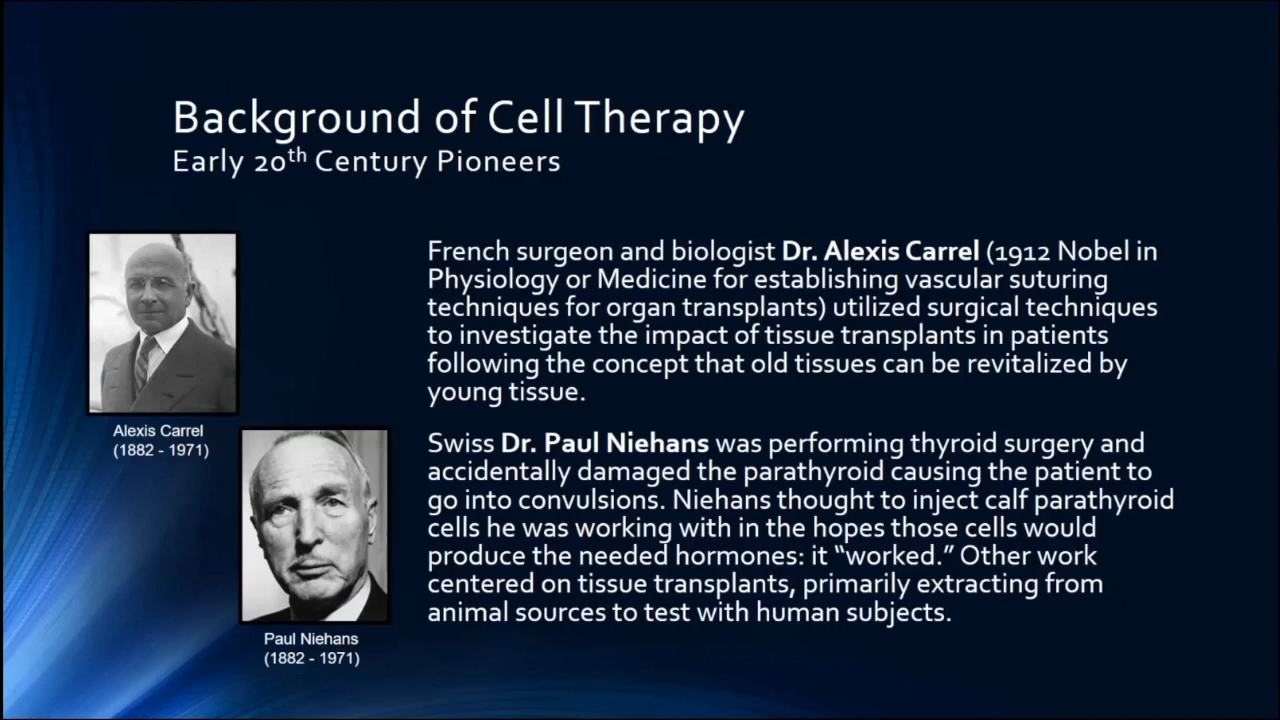 Background of Cell Therapy
Early 20th Century Pioneers
French surgeon and biologist Dr. Alexis Carrel (1912 Nobel in
Physiology or Medicine for establishing vascular suturing
techniques for organ transplants) utilized surgical techniques
to investigate the impact of tissue transplants in patients
following the concept that old tissues can be revitalized by
young tissue.
Alexis Carrel
(1882 - 1971)
Swiss Dr. Paul Niehans was performing thyroid surgery and
accidentally damaged the parathyroid causing the patient to
go into convulsions. Niehans thought to inject calf parathyroid
cells he was working with in the hopes those cells would
produce the needed hormones: it “worked.” Other work
centered on tissue transplants, primarily extracting from
animal sources to test with human subjects.
Paul Niehans
(1882 - 1971)